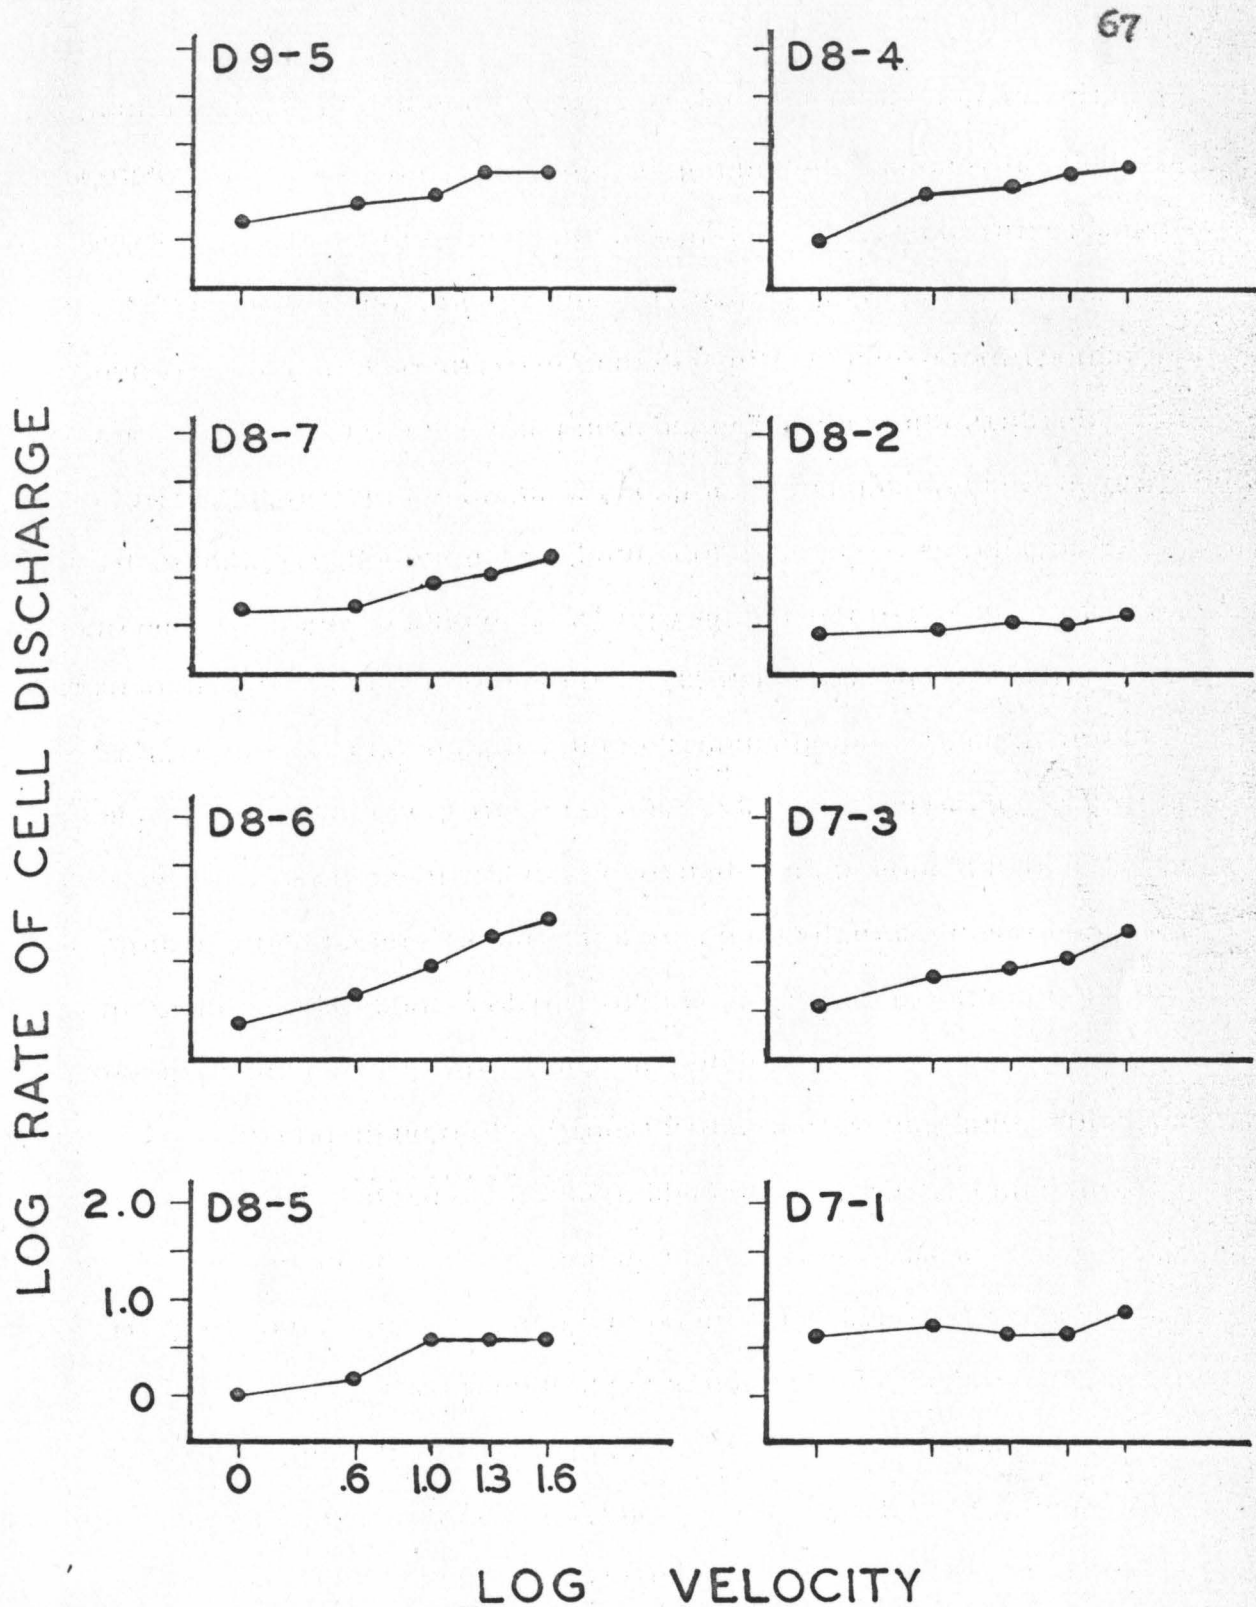 67
D9-5
D8-4
D8-7
D8-2
D8-6
D7-3
D8-5
D7-1
LOG RATE OF CELL DISCHARGE
2.0
1.0
0
0 .6 1.0 1.3 1.6
LOG VELOCITY